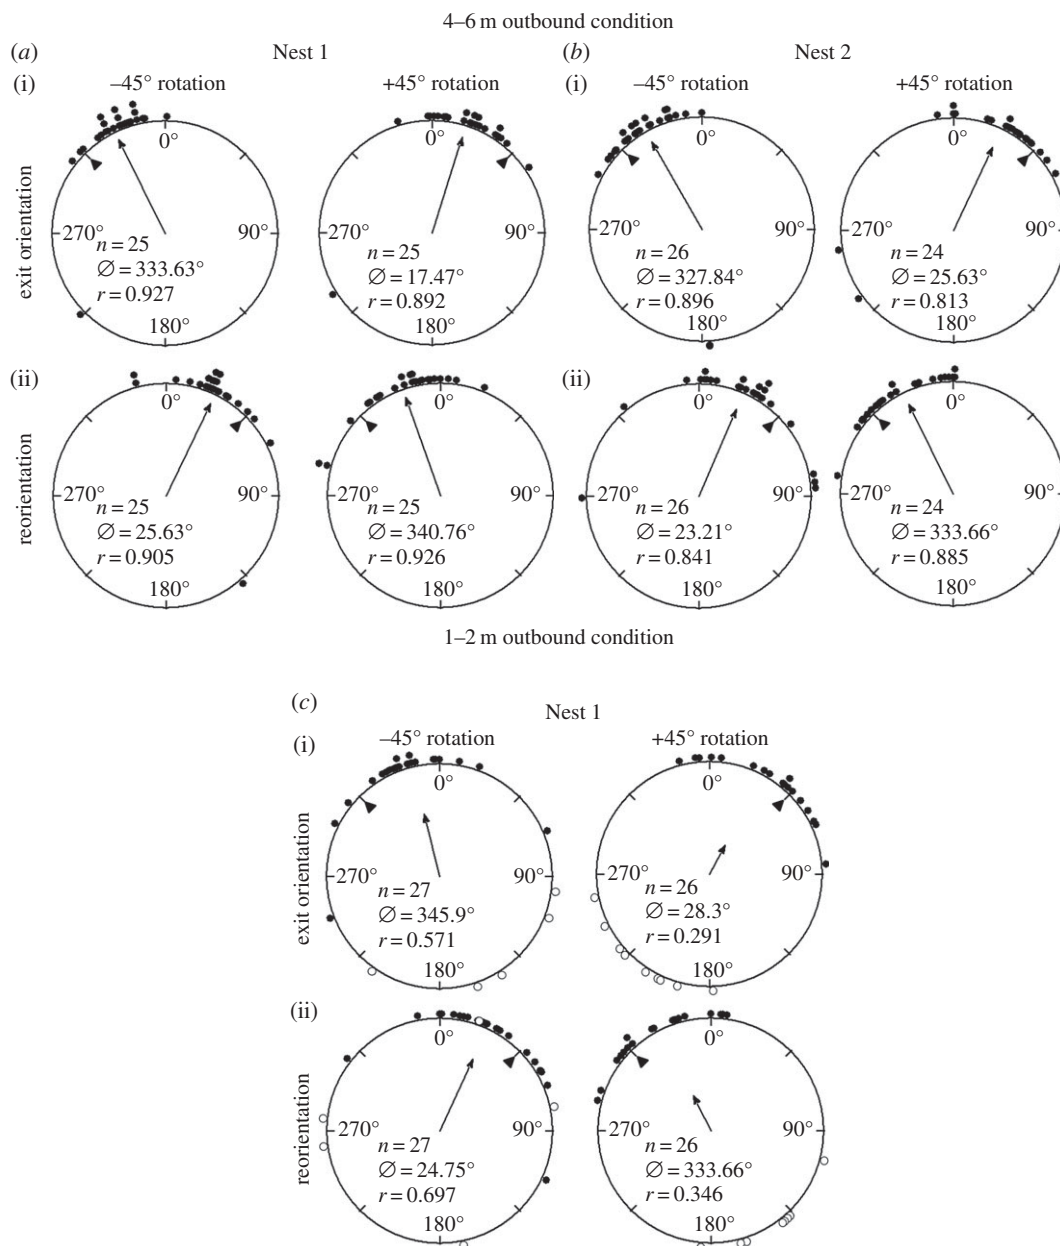 4–6 m outbound condition
(a) Nest 1 (b) Nest 2
(i) –45° rotation +45° rotation (i) –45° rotation +45° rotation
exit orientation
0° 0° 0° 0°
270° 90° 270° 90° 270° 90° 270° 90°
n = 25 n = 25 n = 26 n = 24
∅ = 333.63° ∅ = 17.47° ∅ = 327.84° ∅ = 25.63°
r = 0.927 r = 0.892 r = 0.896 r = 0.813
180° 180° 180° 180°
(ii) (ii)
reorientation
0° 0° 0° 0°
270° 90° 270° 90° 270° 90° 270° 90°
n = 25 n = 25 n = 26 n = 24
∅ = 25.63° ∅ = 340.76° ∅ = 23.21° ∅ = 333.66°
r = 0.905 r = 0.926 r = 0.841 r = 0.885
180° 180° 180° 180°
1–2 m outbound condition
(c) Nest 1
(i) –45° rotation +45° rotation
exit orientation
0° 0°
270° 90° 270° 90°
n = 27 n = 26
∅ = 345.9° ∅ = 28.3°
r = 0.571 r = 0.291
180° 180°
(ii)
reorientation
0° 0°
270° 90° 270° 90°
n = 27 n = 26
∅ = 24.75° ∅ = 333.66°
r = 0.697 r = 0.346
180° 180°